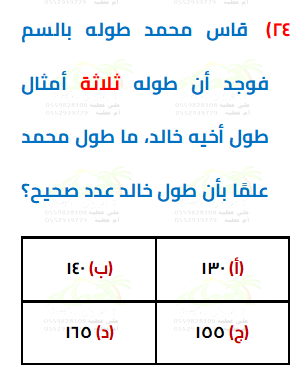 ٢٤) قاس محمد طوله بالسم
فوجد أن طوله ثلاثة أمثال
طول أخيه خالد، ما طول محمد
علمًا بأن طول خالد عدد صحيح؟
(أ) ١٣٠ (ب) ١٤٠
(ج) ١٥٥ (د) ١٦٥